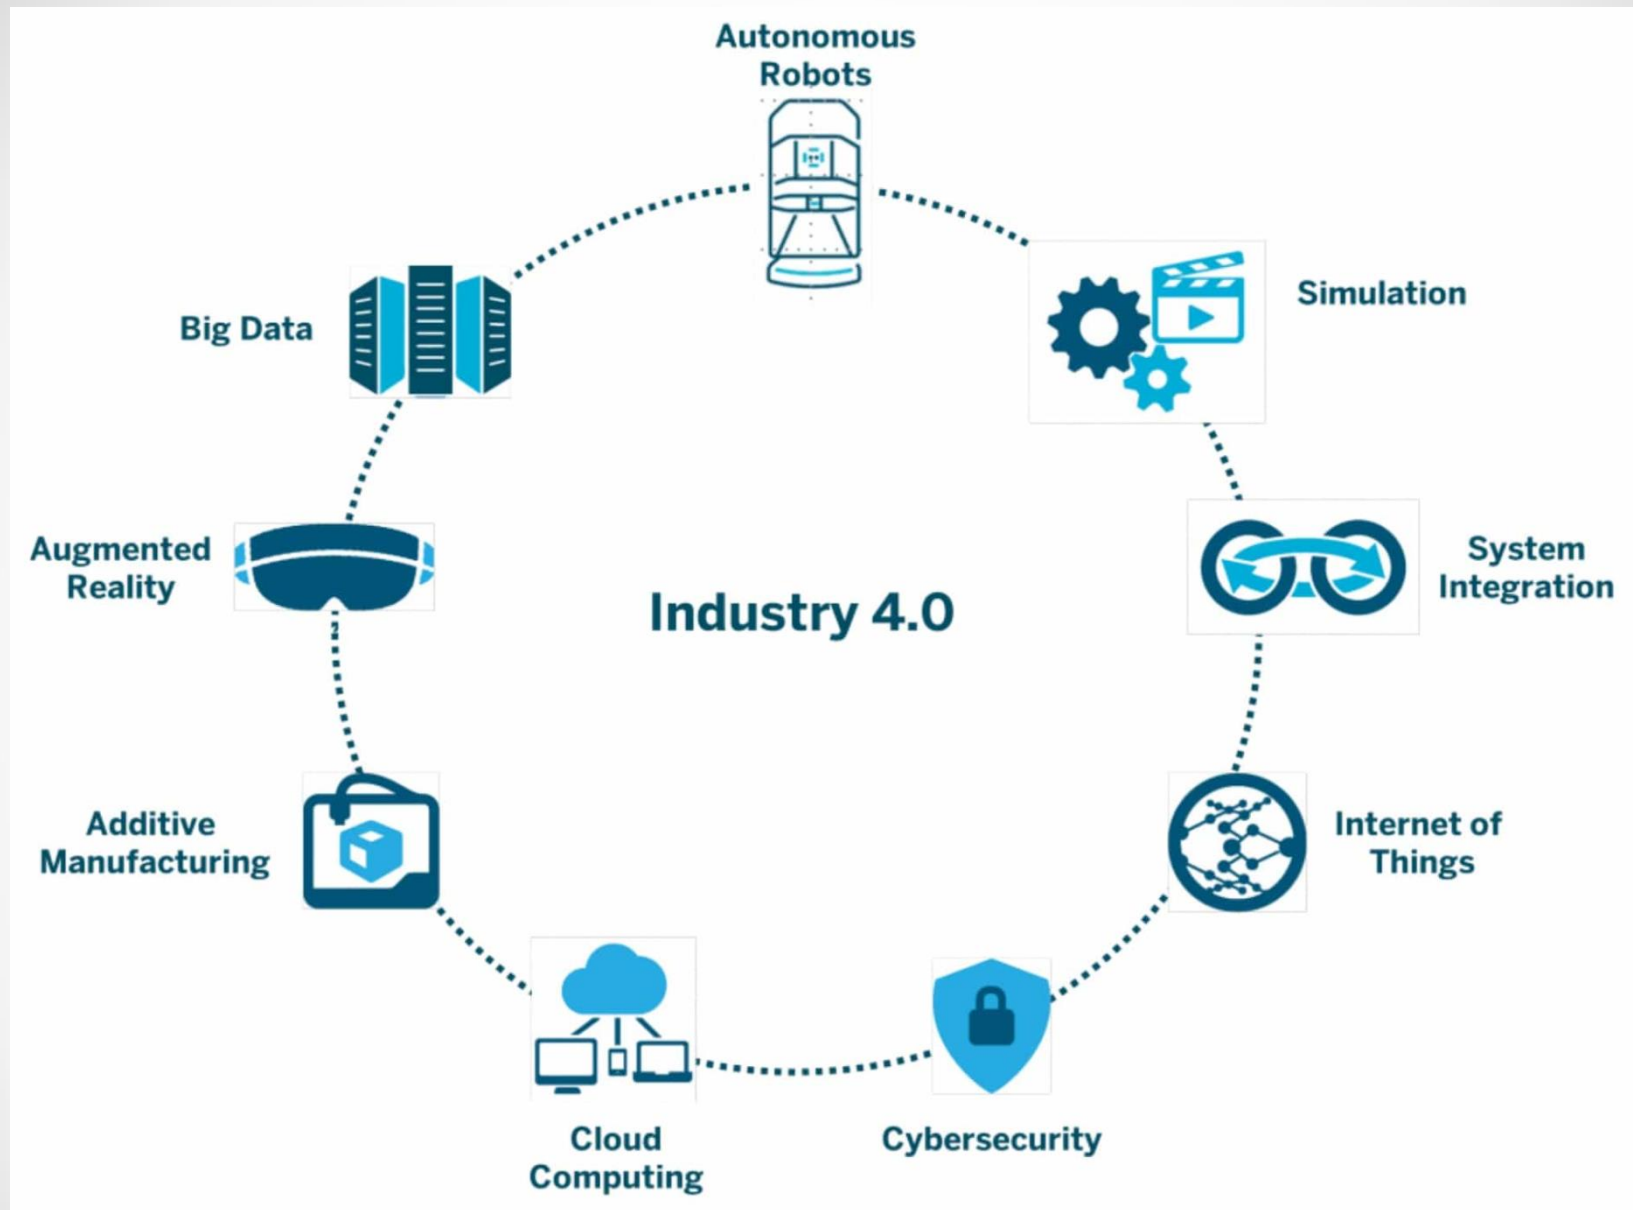 Autonomous
Robots
Simulation
Big Data
System
Integration
Augmented
Reality
Industry 4.0
Internet of
Things
Additive
Manufacturing
Cloud
Computing
Cybersecurity